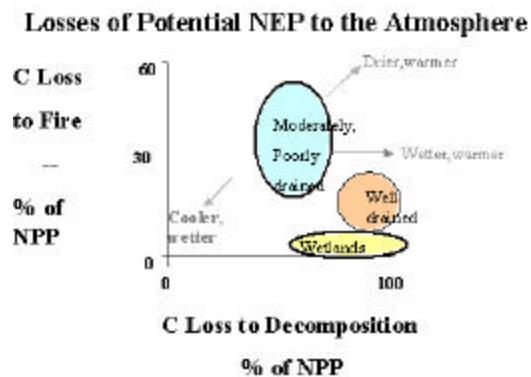 Losses of Potential NEP to the Atmosphere
C Loss
to Fire
—
% of
NPP
60
30
0
Drier, warmer
Moderately,
Poorly
drained
Wetter, warmer
Cooler,
wetter
Well
drained
Wetlands
0
100
C Loss to Decomposition
% of NPP